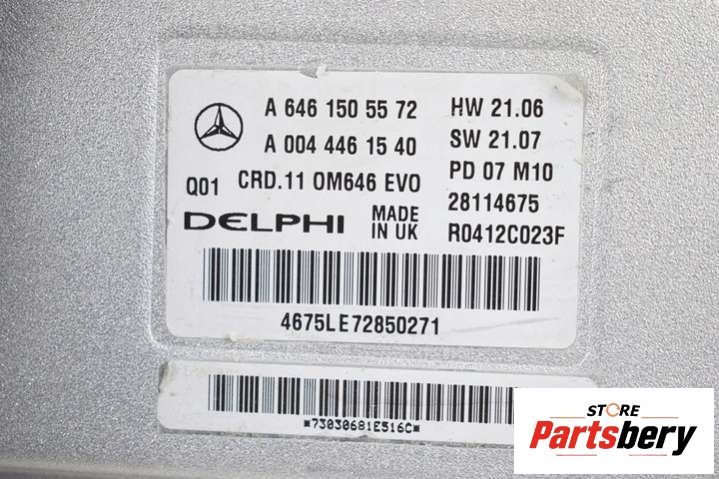 A 646 150 55 72 HW 21.06
A 004 446 15 40 SW 21.07
Q01 CRD.11 OM646 EVO PD 07 M10
DELPHI MADE IN UK 28114675
R0412C023F
4675LE72850271
*73030681E516C*
STORE
Partsbery